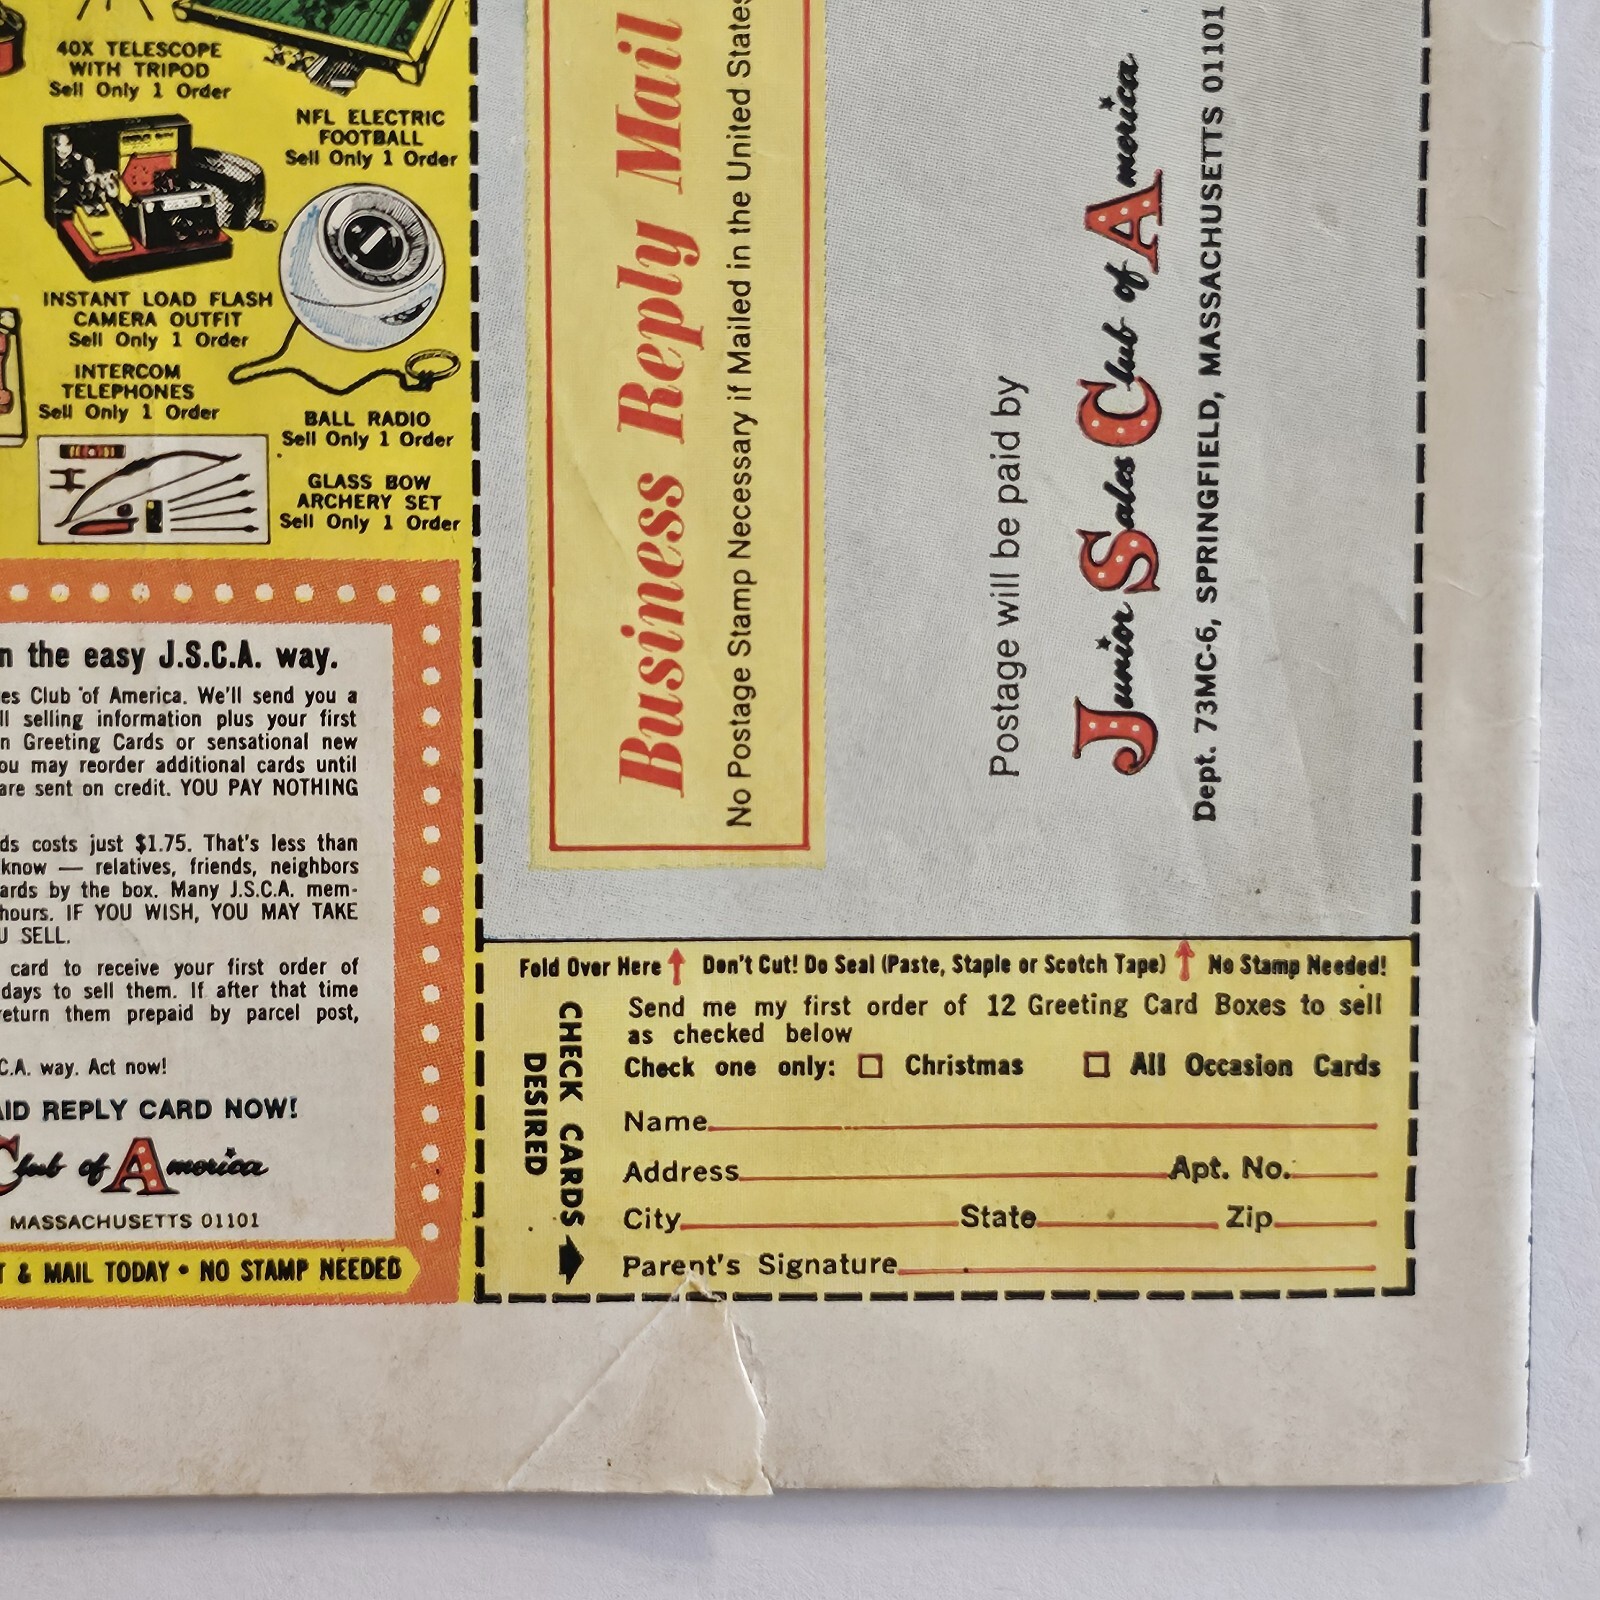 40X TELESCOPE
WITH TRIPOD
Sell Only 1 Order
NFL ELECTRIC
FOOTBALL
Sell Only 1 Order
INSTANT LOAD FLASH
CAMERA OUTFIT
Sell Only 1 Order
INTERCOM
TELEPHONES
Sell Only 1 Order
BALL RADIO
Sell Only 1 Order
GLASS BOW
ARCHERY SET
Sell Only 1 Order
the easy J.S.C.A. way.
Club of America. We'll send you a
selling information plus your first
Greeting Cards or sensational new
may reorder additional cards until
are sent on credit. YOU PAY NOTHING
costs just $1.75. That's less than
know — relatives, friends, neighbors
by the box. Many J.S.C.A. mem-
hours. IF YOU WISH, YOU MAY TAKE
SELL.
card to receive your first order of
days to sell them. If after that time
return them prepaid by parcel post,
way. Act now!
REPLY CARD NOW!
Club of America
MASSACHUSETTS 01101
& MAIL TODAY • NO STAMP NEEDED
Business Reply Mail
No Postage Stamp Necessary if Mailed in the United States
Postage will be paid by
Junior Sales Club of America
Dept. 73MC-6, SPRINGFIELD, MASSACHUSETTS 01101
Fold Over Here ↑ Don't Cut! Do Seal (Paste, Staple or Scotch Tape) ↑ No Stamp Needed!
CHECK CARDS
DESIRED
Send me my first order of 12 Greeting Card Boxes to sell
as checked below
Check one only: ☐ Christmas ☐ All Occasion Cards
Name
Address Apt. No.
City State Zip
Parent's Signature